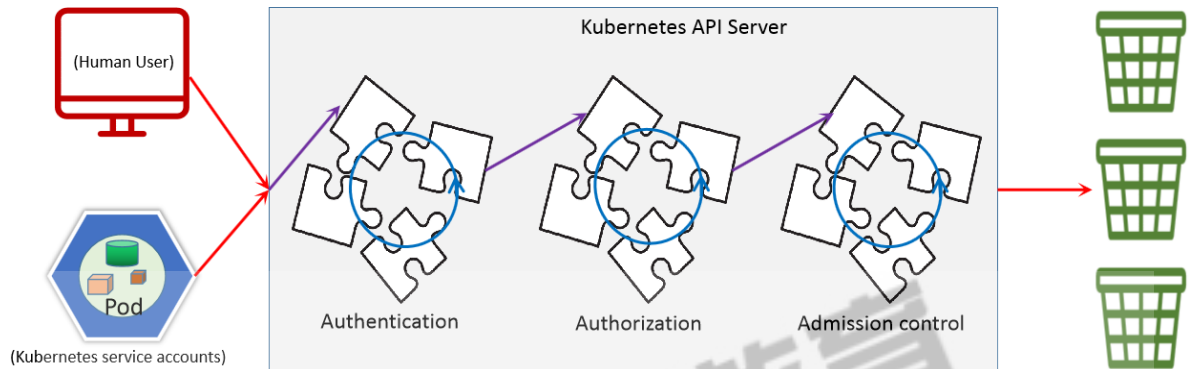 Kubernetes API Server
(Human User)
Pod
(Kubernetes service accounts)
Authentication
Authorization
Admission control